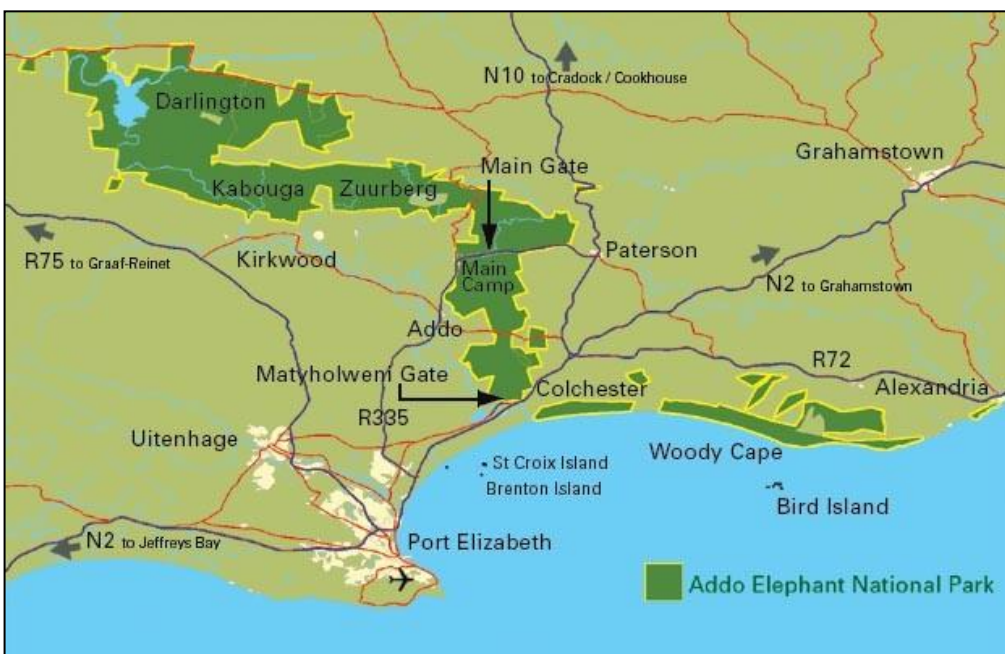 N10 to Cradock / Cookhouse
Darlington
Grahamstown
Main Gate
Kabouga
Zuurberg
R75 to Graaf-Reinet
Kirkwood
Paterson
Main
Camp
N2 to Grahamstown
Addo
R72
Matyholweni Gate
Colchester
Alexandria
R335
Uitenhage
Woody Cape
St Croix Island
Brenton Island
Bird Island
N2 to Jeffreys Bay
Port Elizabeth
Addo Elephant National Park